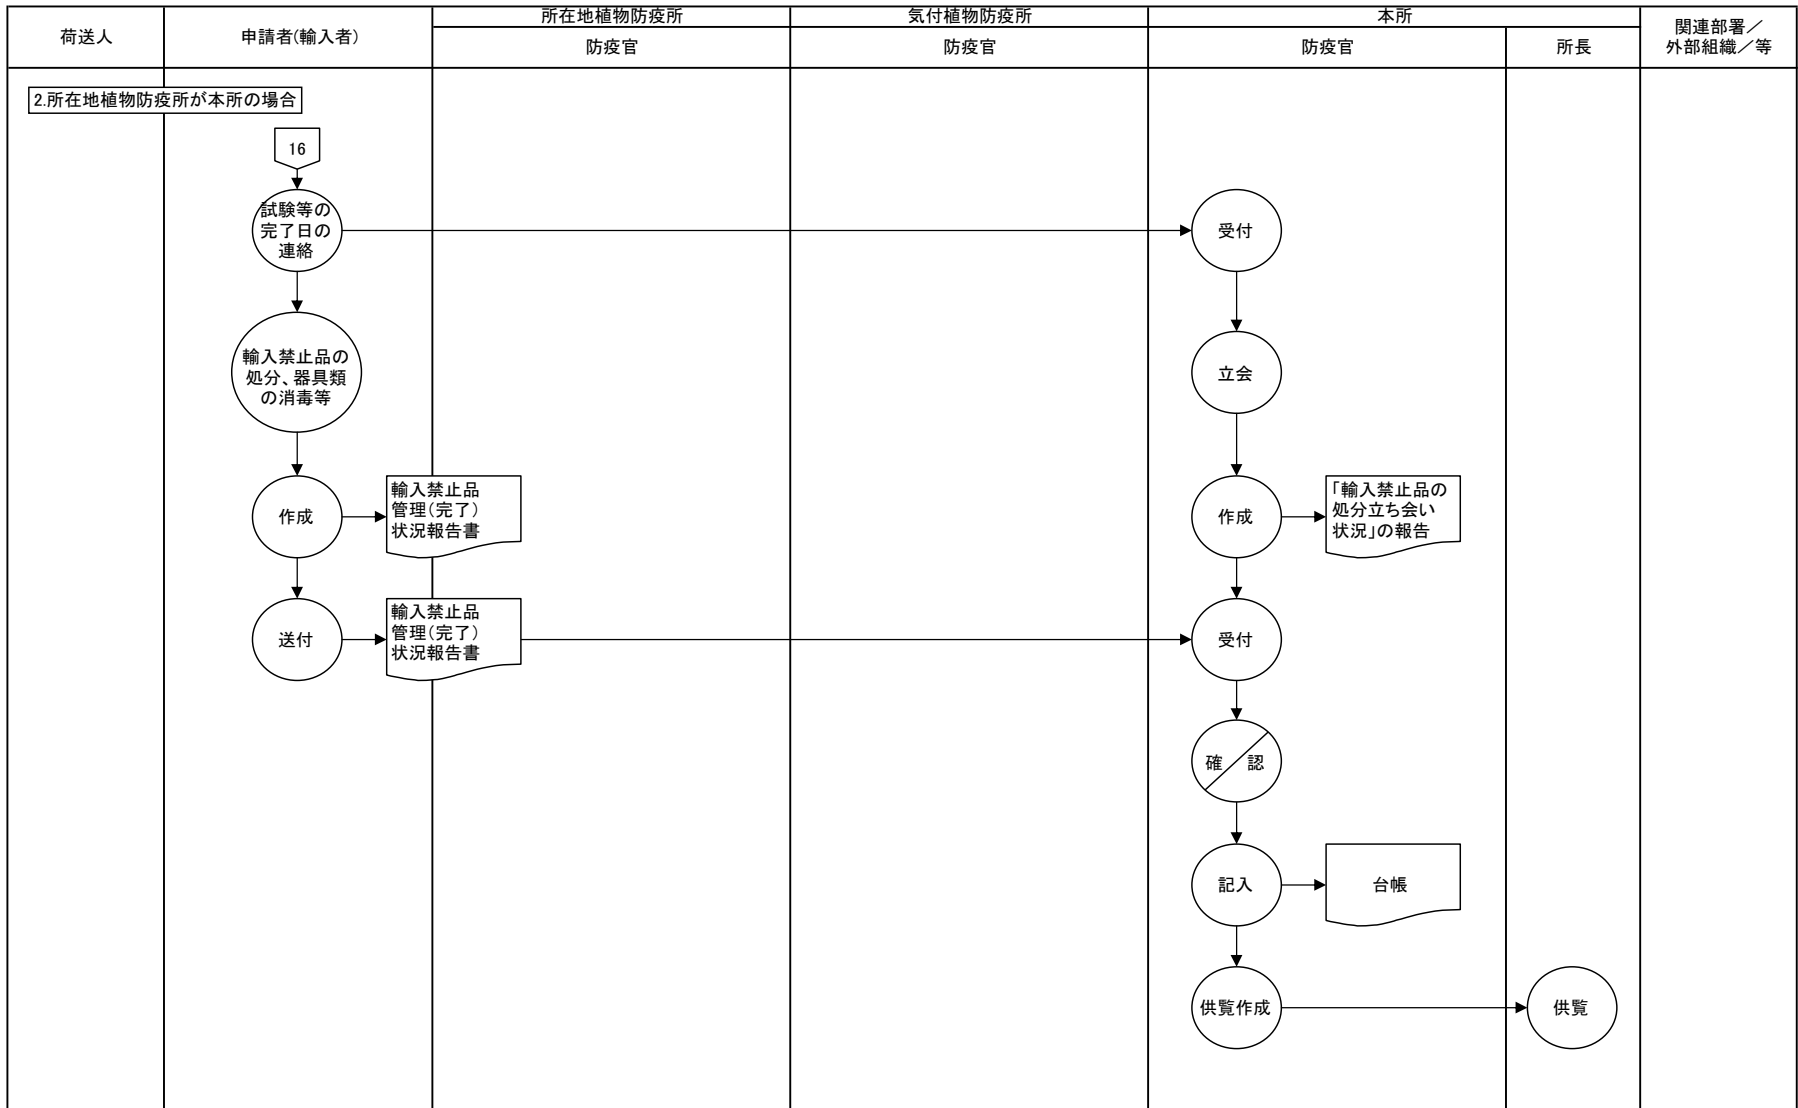 荷送人
申請者(輸入者)
所在地植物防疫所
防疫官
気付植物防疫所
防疫官
本所
防疫官
所長
関連部署／
外部組織／等
2.所在地植物防疫所が本所の場合
16
試験等の
完了日の
連絡
受付
輸入禁止品の
処分、器具類
の消毒等
立会
作成
輸入禁止品
管理(完了)
状況報告書
作成
「輸入禁止品の
処分立ち会い
状況」の報告
送付
輸入禁止品
管理(完了)
状況報告書
受付
確 認
記入
台帳
供覧作成
供覧